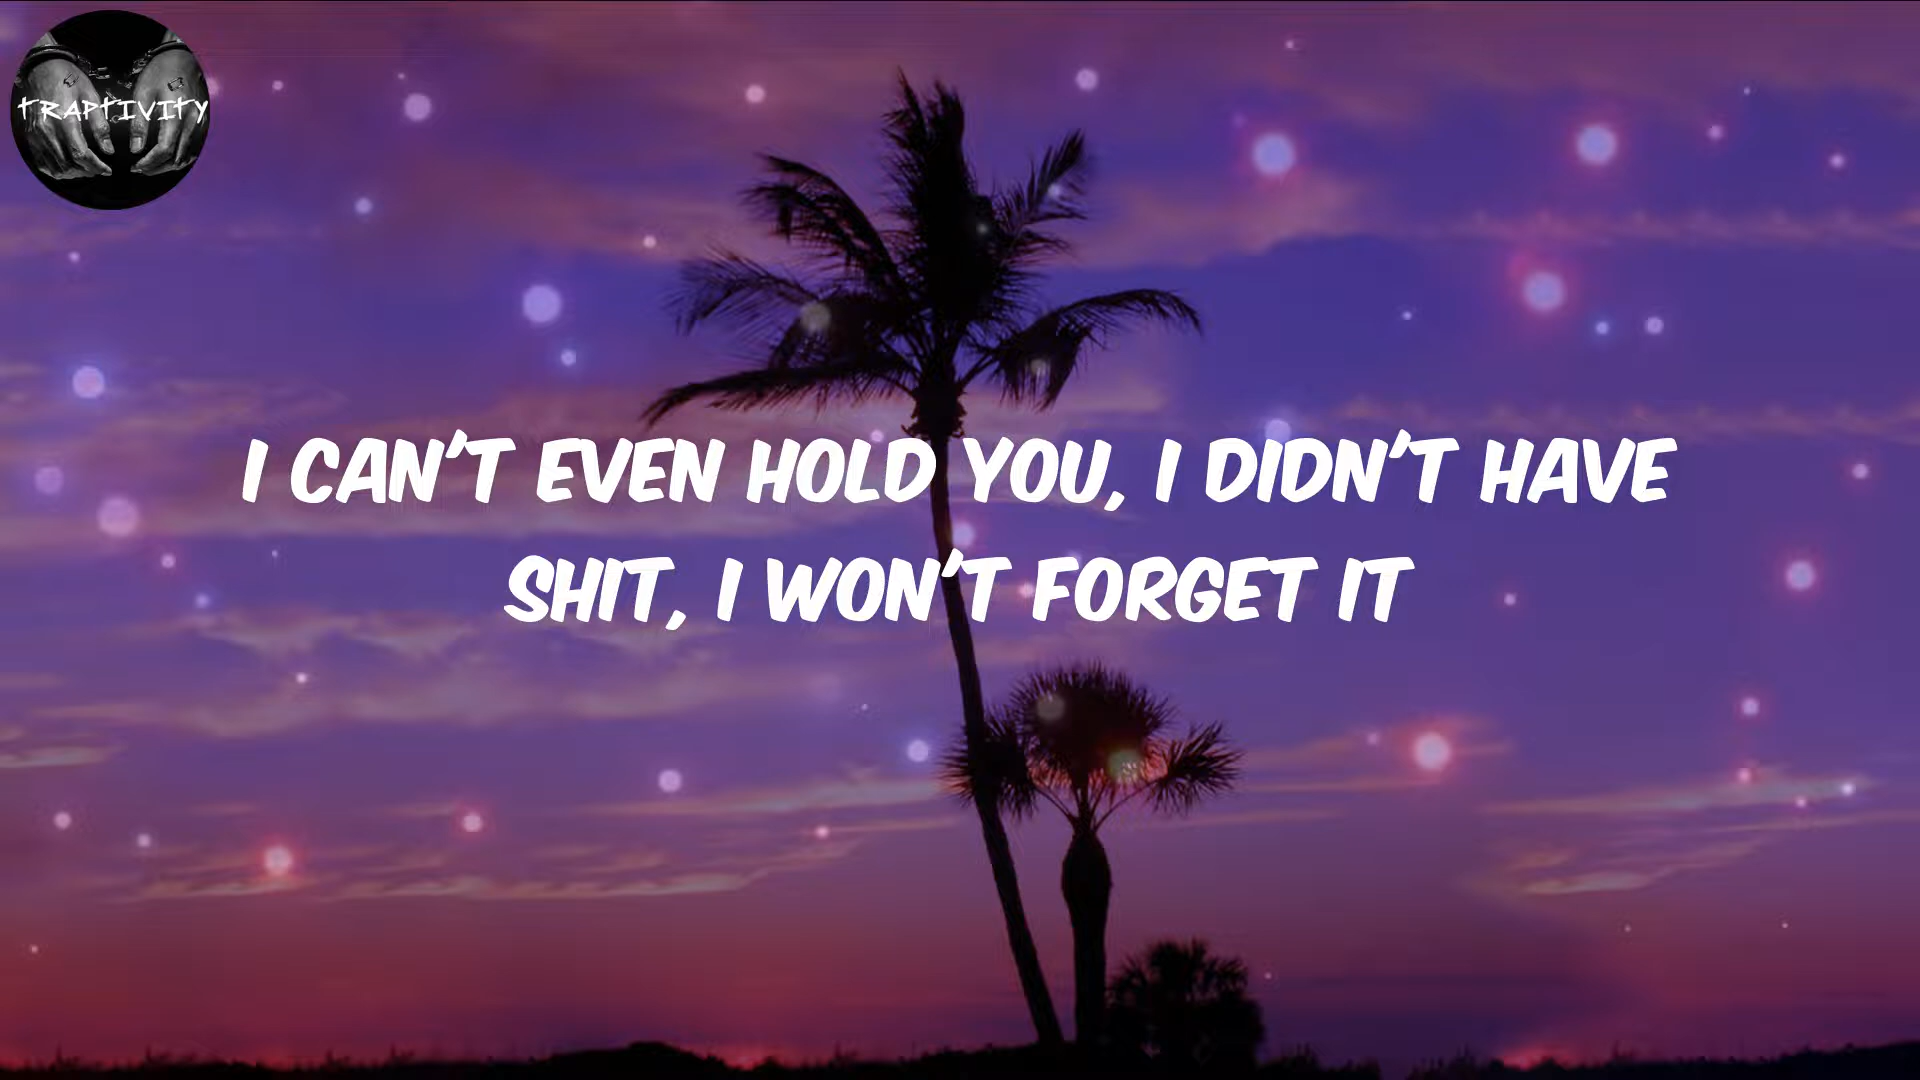 TRAPTIVITY
I CAN'T EVEN HOLD YOU, I DIDN'T HAVE
SHIT, I WON'T FORGET IT